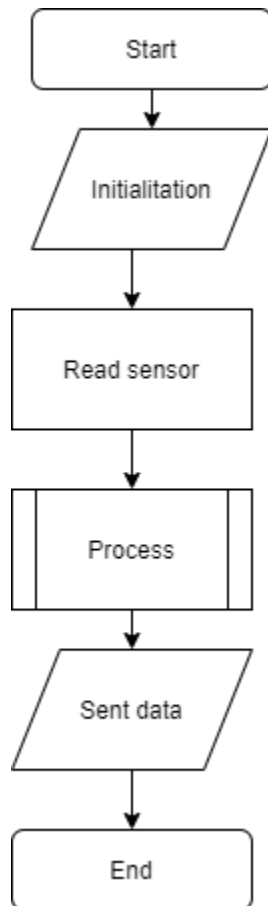 Start
Initialitation
Read sensor
Process
Sent data
End